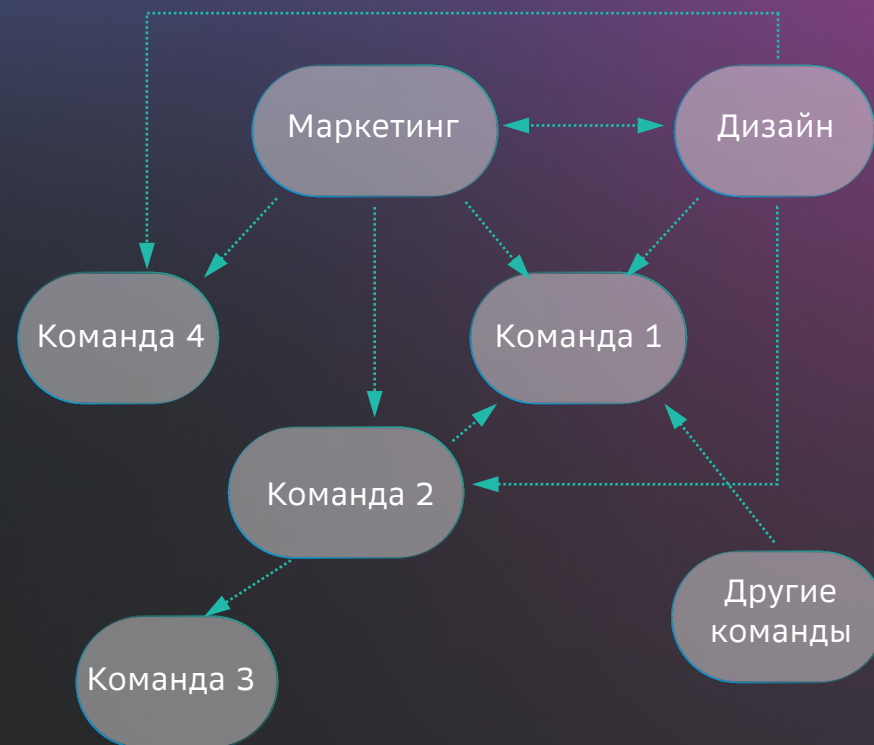 Маркетинг
Дизайн
Команда 4
Команда 1
Команда 2
Другие
команды
Команда 3